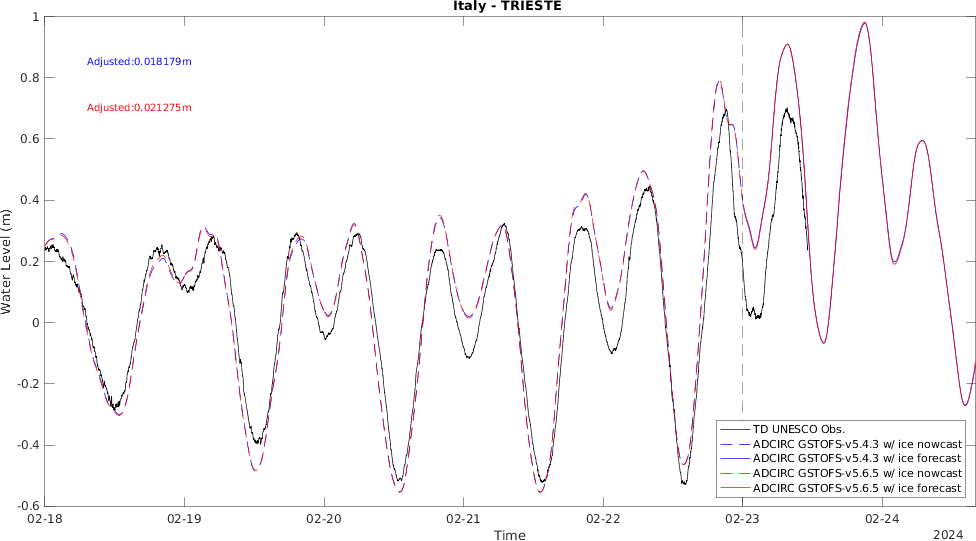 Italy - TRIESTE
Adjusted:0.018179m
Adjusted:0.021275m
Water Level (m)
1
0.8
0.6
0.4
0.2
0
-0.2
-0.4
-0.6
TD UNESCO Obs.
ADCIRC GSTOFS-v5.4.3 w/ ice nowcast
ADCIRC GSTOFS-v5.4.3 w/ ice forecast
ADCIRC GSTOFS-v5.6.5 w/ ice nowcast
ADCIRC GSTOFS-v5.6.5 w/ ice forecast
02-18 02-19 02-20 02-21 02-22 02-23 02-24
Time
2024